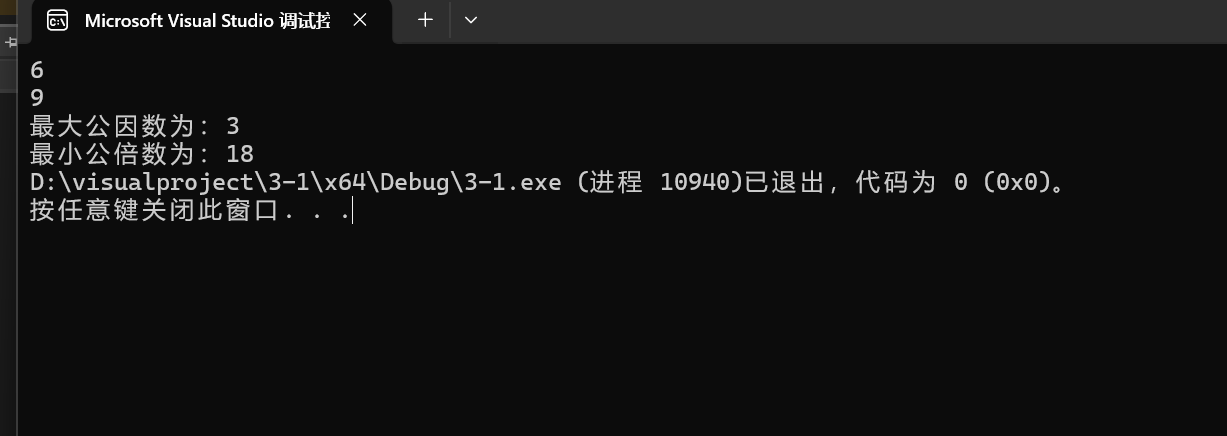 Microsoft Visual Studio 调试控
6
9
最大公因数为: 3
最小公倍数为: 18
D:\visualproject\3-1\x64\Debug\3-1.exe (进程 10940)已退出，代码为 0 (0x0)。
按任意键关闭此窗口. . .